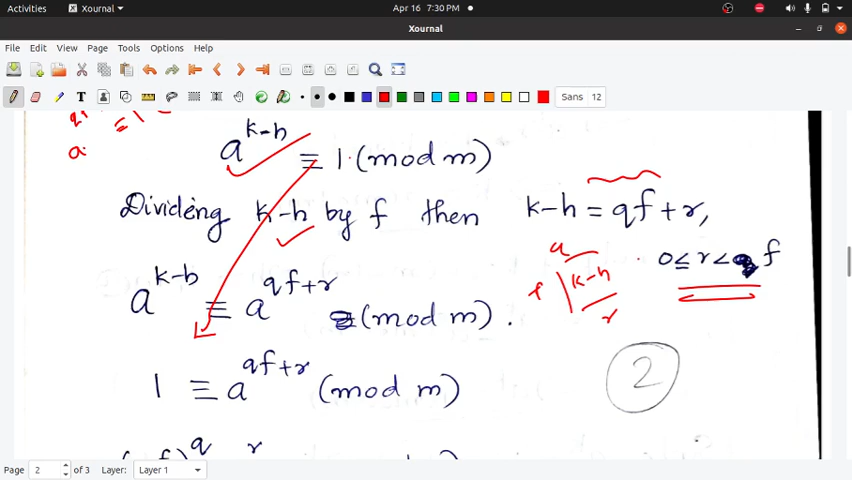 Activities Xournal Apr 16 7:30 PM
Xournal
File Edit View Page Tools Options Help
T Sans 12
a
a^{k-h} ≡ 1·(mod m)
Dividing k-h by f then k-h = qf+r,
0≤r<f
a
f k-h
r
a^{k-h} ≡ a^{qf+r} (mod m).
1 ≡ a^{qf+r} (mod m)
2
q r
Page 2 of 3 Layer: Layer 1